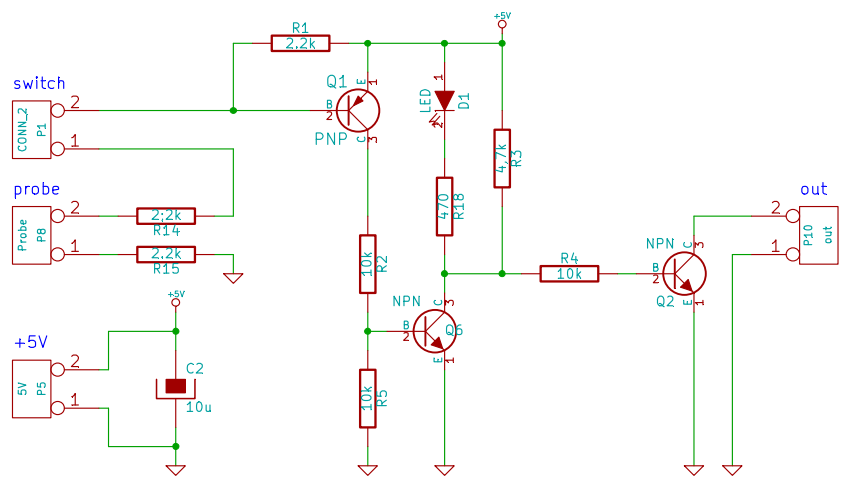 +5V
R1
2.2k
switch
CONN_2
P1
2
1
Q1
E
1
B
2
PNP
C
3
1
LED
D1
2
4,7k
R3
probe
Probe
P8
2
1
2;2k
R14
2.2k
R15
470
R18
out
2
1
P10
out
NPN
C
3
B
2
E
1
Q2
R4
10k
10k
R2
+5V
NPN
C
3
B
2
Q6
E
1
+5V
5V
P5
2
1
C2
10u
10k
R5